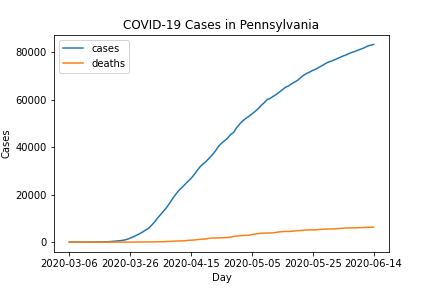 COVID-19 Cases in Pennsylvania
cases
deaths
80000
60000
40000
20000
0
Cases
2020-03-06 2020-03-26 2020-04-15 2020-05-05 2020-05-25 2020-06-14
Day